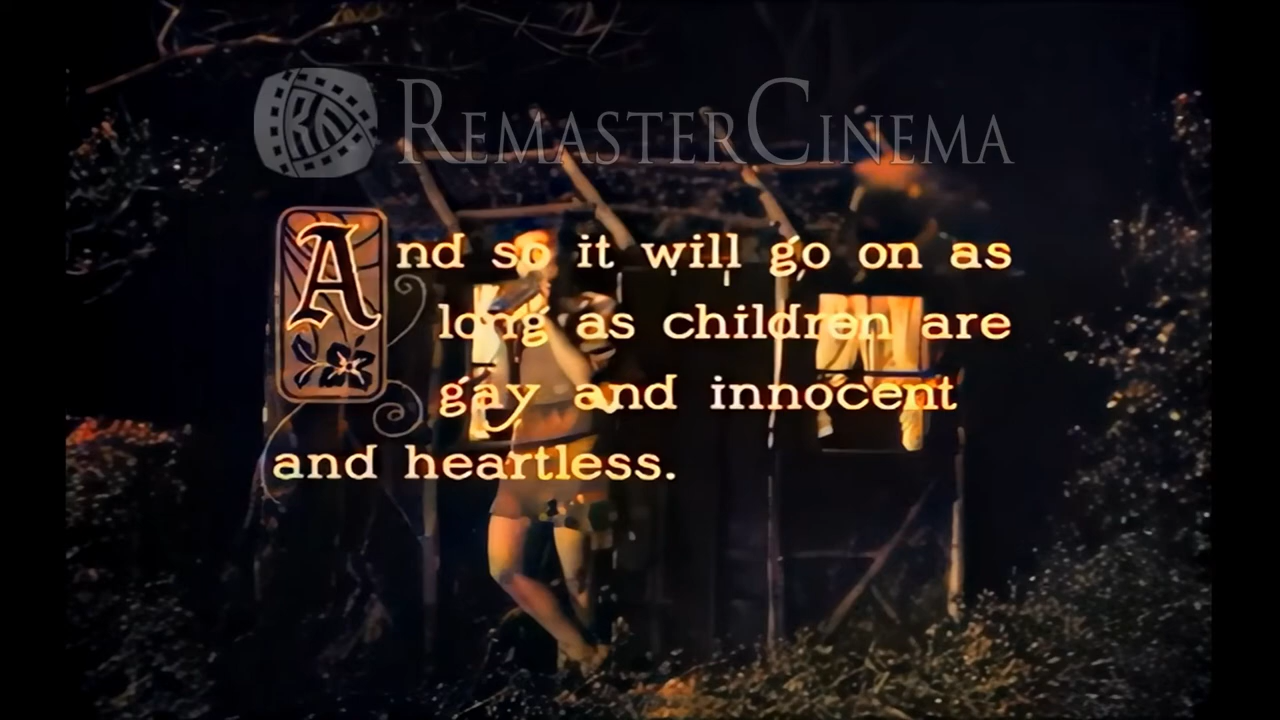 REMASTERCINEMA
And so it will go on as
long as children are
gay and innocent
and heartless.